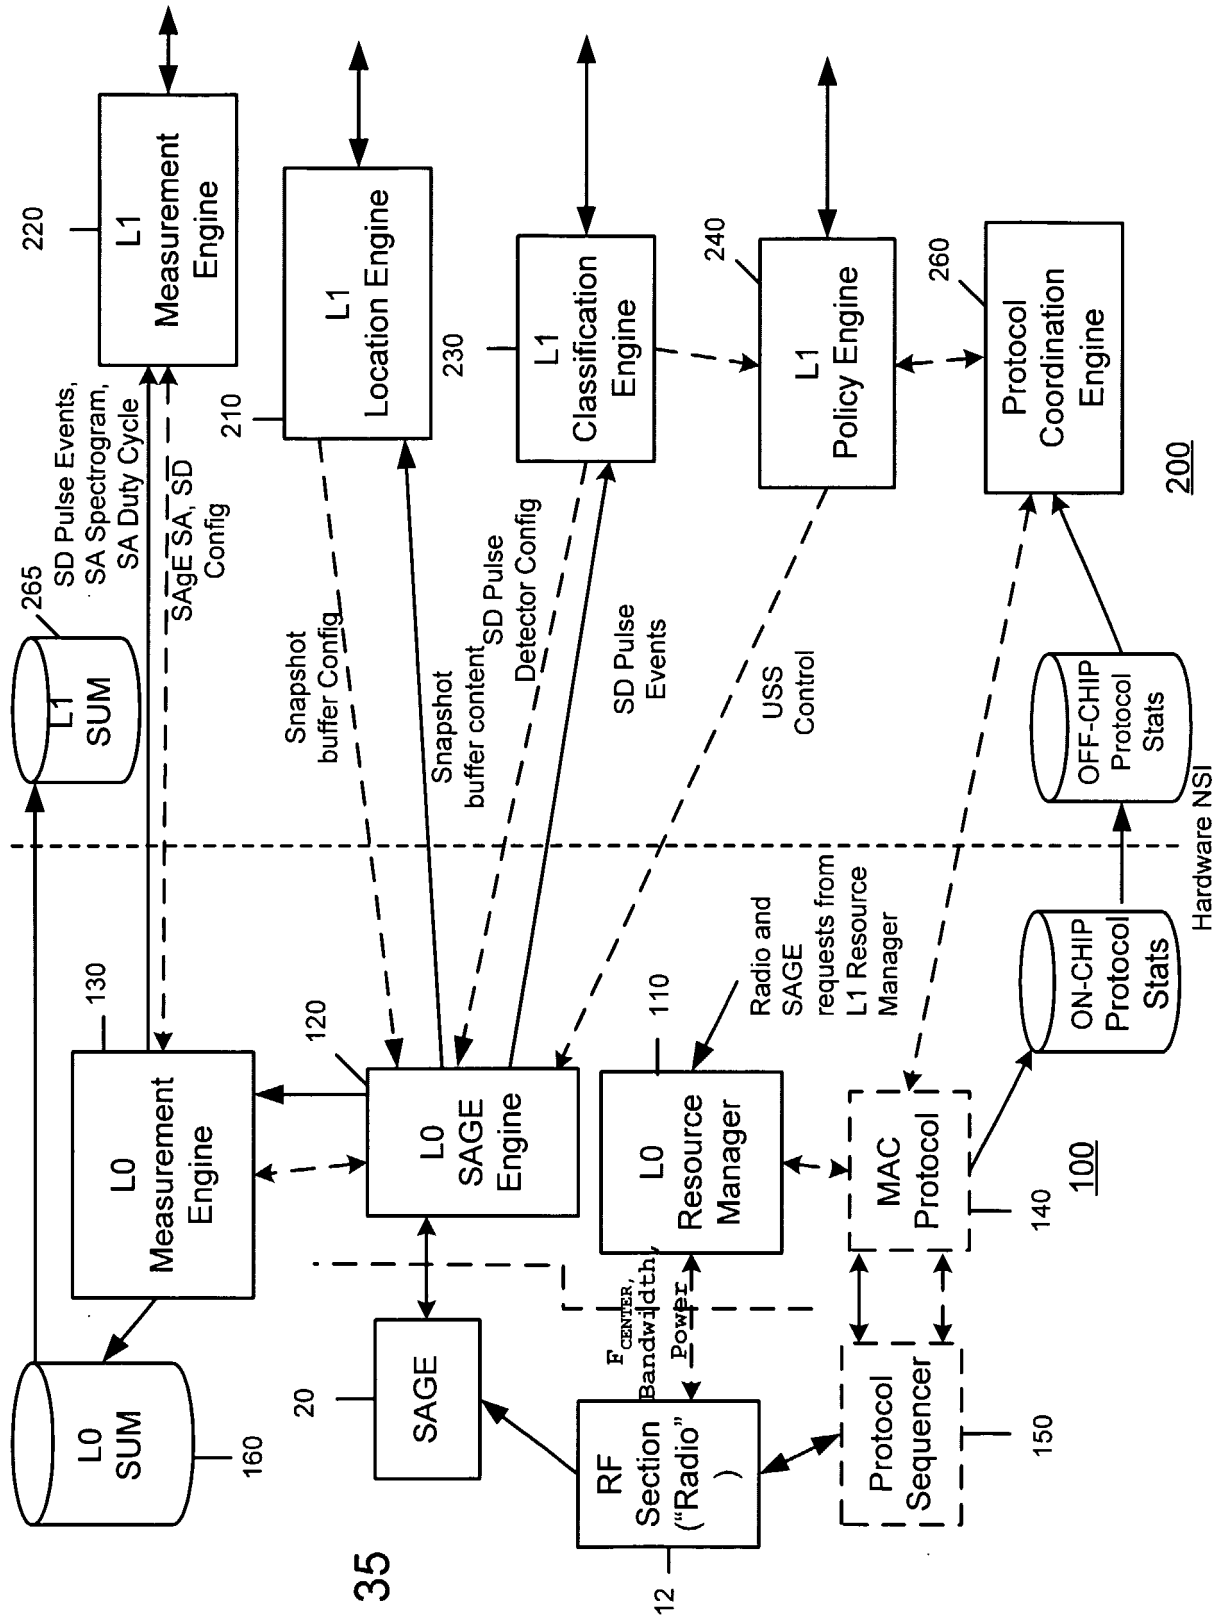 220
L1
Measurement
Engine
SD Pulse Events,
SA Spectrogram,
SA Duty Cycle
SAgE SA, SD
Config
265
L1
SUM
130
L0
Measurement
Engine
L0
SUM
160
210
L1
Location Engine
Snapshot
buffer Config
Snapshot
buffer content
120
L0
SAGE
Engine
20
SAGE
35
230
L1
Classification
Engine
SD Pulse
Detector Config
SD Pulse
Events
240
L1
Policy Engine
USS
Control
110
L0
Resource
Manager
Radio and
SAGE
requests from
L1 Resource
Manager
FCENTER,
Bandwidth,
Power
RF
Section
("Radio"
)
12
260
Protocol
Coordination
Engine
200
OFF-CHIP
Protocol
Stats
Hardware NSI
ON-CHIP
Protocol
Stats
MAC
Protocol
140
100
Protocol
Sequencer
150